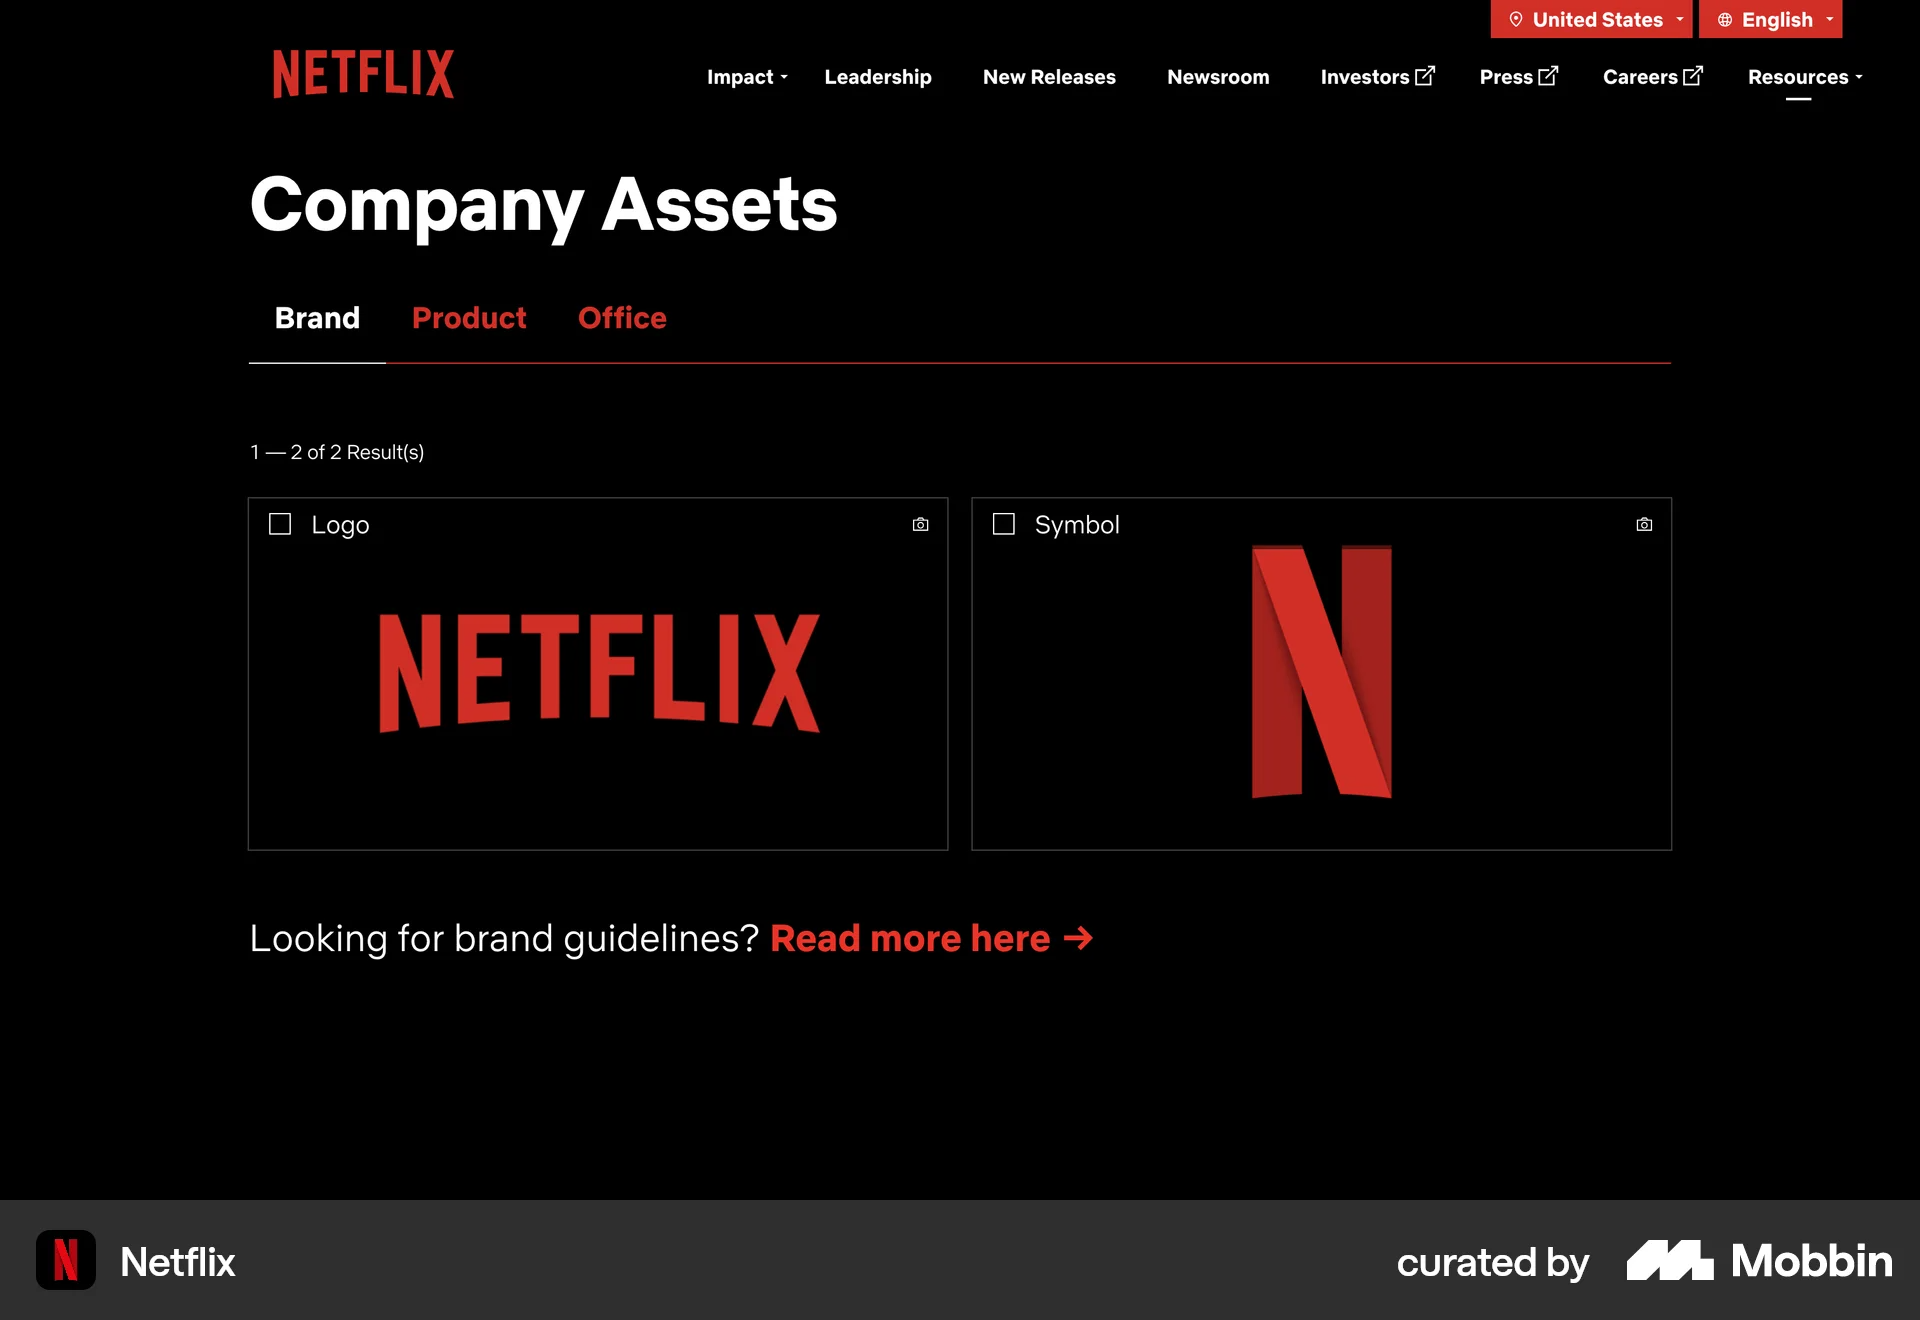 United States English
NETFLIX
Impact Leadership New Releases Newsroom Investors Press Careers Resources
Company Assets
Brand Product Office
1 — 2 of 2 Result(s)
Logo
NETFLIX
Symbol
N
Looking for brand guidelines? Read more here →
N
Netflix
curated by Mobbin